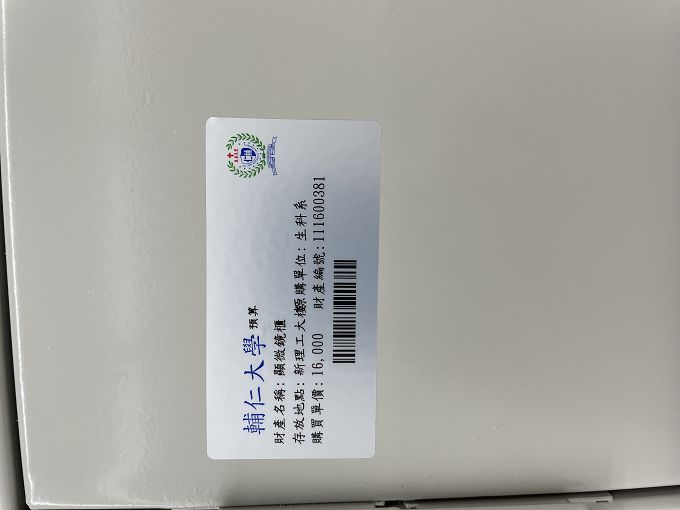 輔仁大學 預算
財產名稱: 顯微鏡櫃
存放地點: 新理工大樓 原購單位: 生科系
購買單價: 16,000 財產編號: 111600381